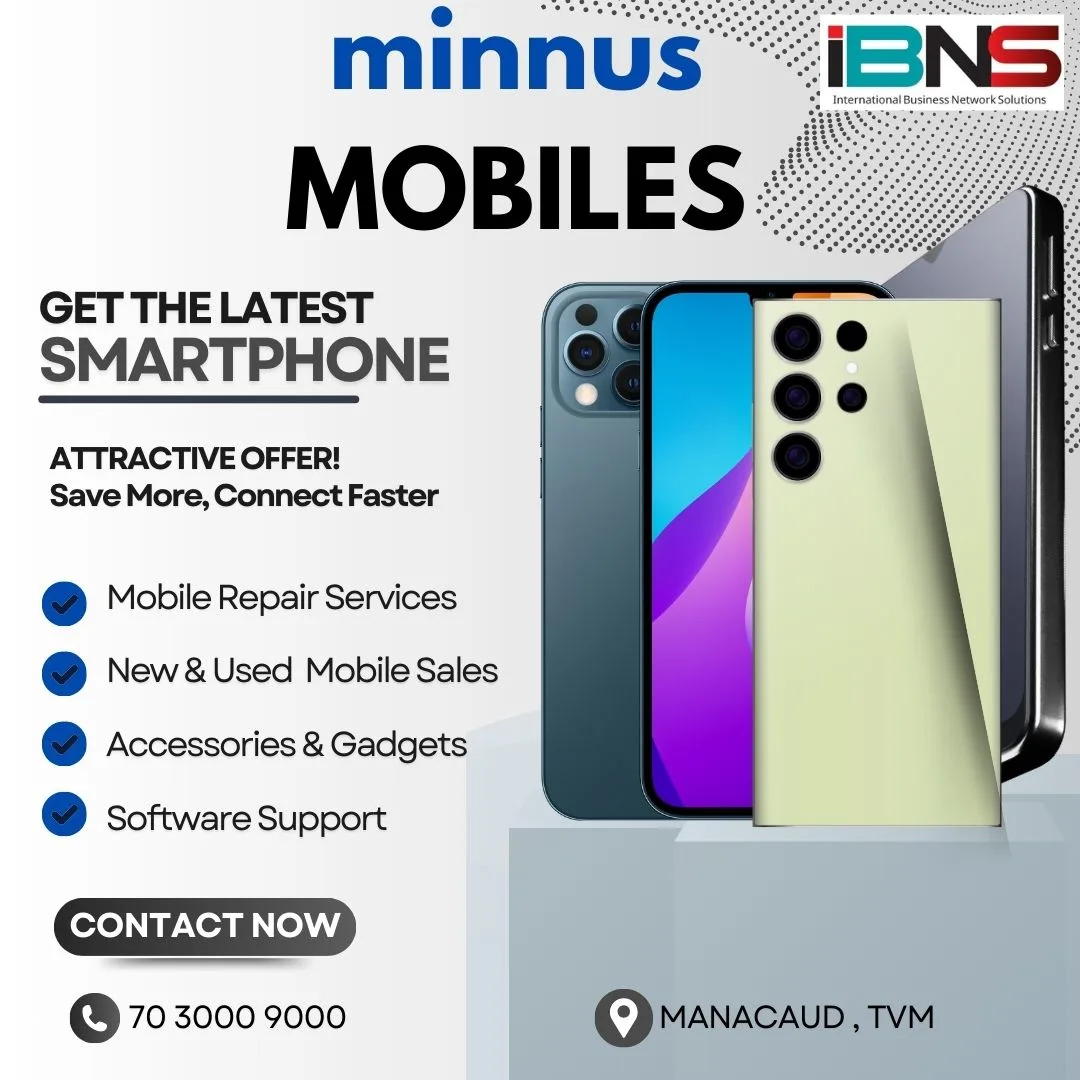 minnus
iBNS
International Business Network Solutions
MOBILES
GET THE LATEST
SMARTPHONE
ATTRACTIVE OFFER!
Save More, Connect Faster
Mobile Repair Services
New & Used Mobile Sales
Accessories & Gadgets
Software Support
CONTACT NOW
70 3000 9000
MANACAUD , TVM